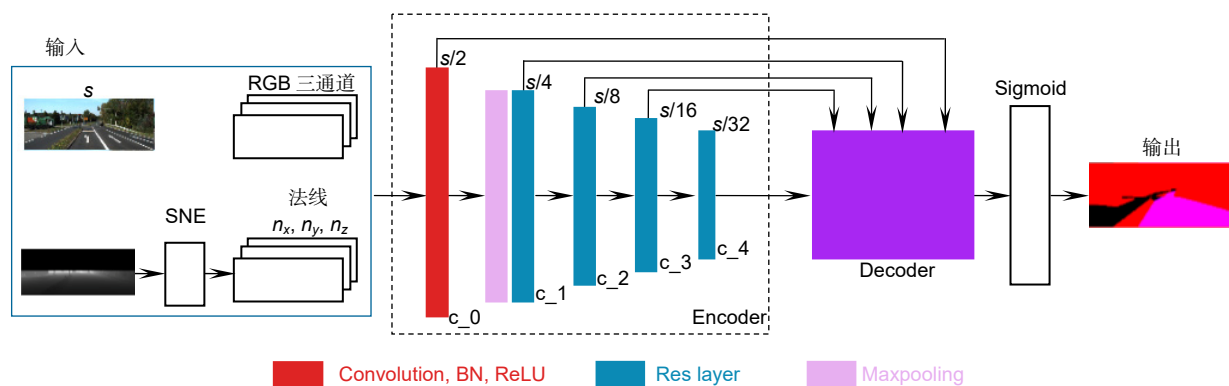 输入
s
RGB 三通道
SNE
法线
nx, ny, nz
s/2
s/4
s/8
s/16
s/32
c_0
c_1
c_2
c_3
c_4
Encoder
Decoder
Sigmoid
输出
Convolution, BN, ReLU
Res layer
Maxpooling